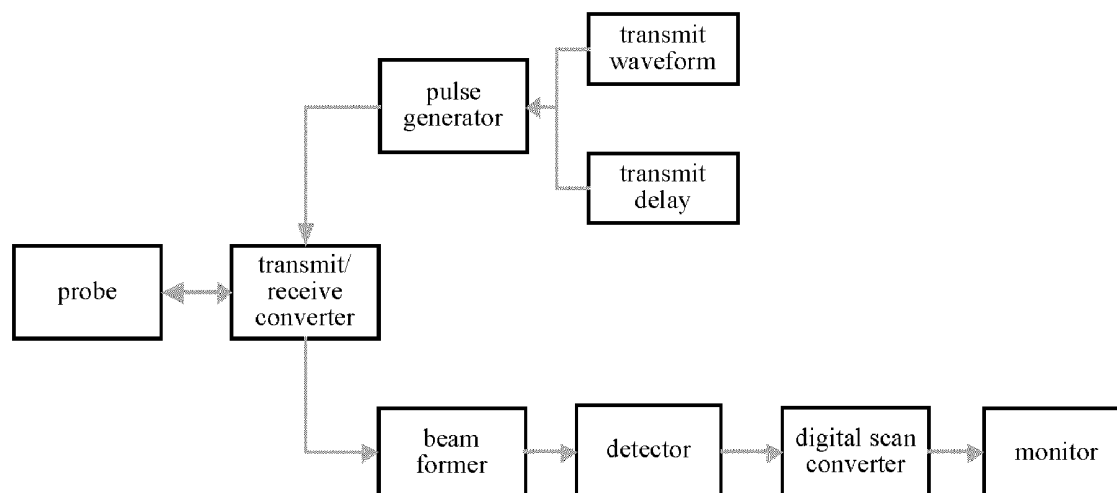 transmit
waveform
pulse
generator
transmit
delay
probe
transmit/
receive
converter
beam
former
detector
digital scan
converter
monitor